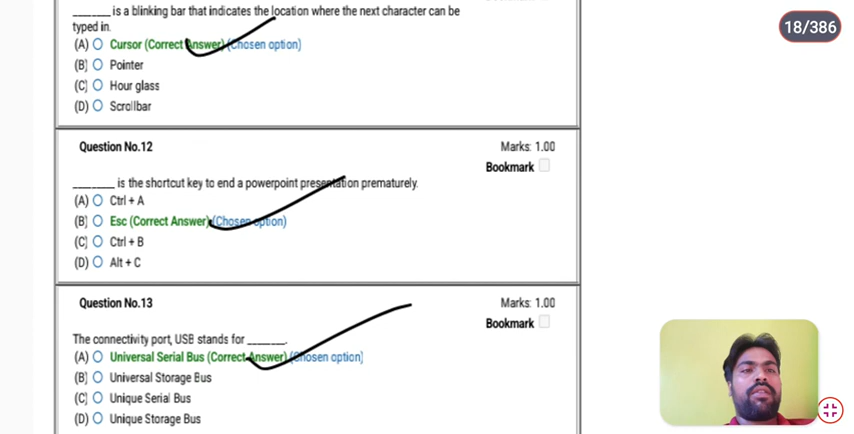 18/386
_______ is a blinking bar that indicates the location where the next character can be
typed in.
(A) Cursor (Correct Answer) (Chosen option)
(B) Pointer
(C) Hour glass
(D) Scrollbar
Question No.12 Marks: 1.00
Bookmark
_______ is the shortcut key to end a powerpoint presentation prematurely.
(A) Ctrl + A
(B) Esc (Correct Answer) (Chosen option)
(C) Ctrl + B
(D) Alt + C
Question No.13 Marks: 1.00
Bookmark
The connectivity port, USB stands for _______.
(A) Universal Serial Bus (Correct Answer) (Chosen option)
(B) Universal Storage Bus
(C) Unique Serial Bus
(D) Unique Storage Bus